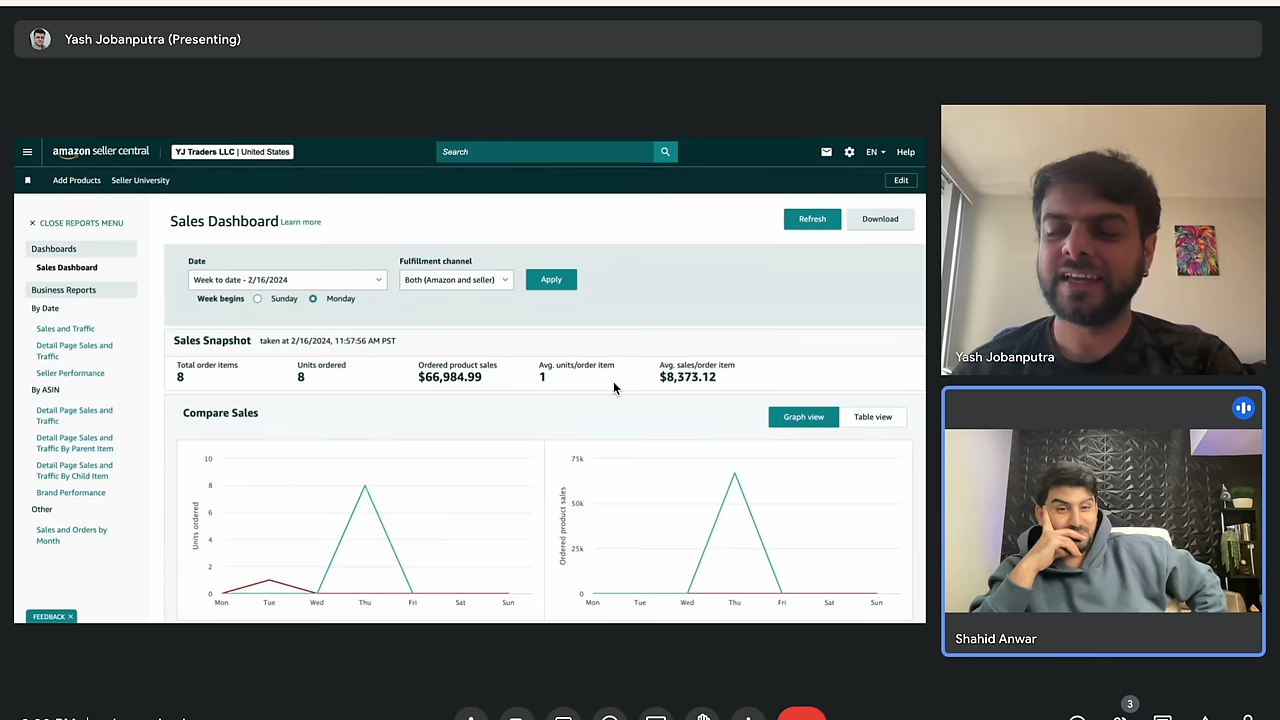 Yash Jobanputra (Presenting)
amazon seller central
YJ Traders LLC | United States
Search
EN
Help
Add Products
Seller University
Edit
× CLOSE REPORTS MENU
Dashboards
Sales Dashboard
Business Reports
By Date
Sales and Traffic
Detail Page Sales and
Traffic
Seller Performance
By ASIN
Detail Page Sales and
Traffic
Detail Page Sales and
Traffic By Parent Item
Detail Page Sales and
Traffic By Child Item
Brand Performance
Other
Sales and Orders by
Month
FEEDBACK ×
Sales Dashboard Learn more
Refresh
Download
Date
Week to date - 2/16/2024
Week begins Sunday Monday
Fulfillment channel
Both (Amazon and seller)
Apply
Sales Snapshot taken at 2/16/2024, 11:57:56 AM PST
Total order items
8
Units ordered
8
Ordered product sales
$66,984.99
Avg. units/order item
1
Avg. sales/order item
$8,373.12
Compare Sales
Graph view
Table view
Units ordered
10
8
6
4
2
0
Mon Tue Wed Thu Fri Sat Sun
Ordered product sales
75k
50k
25k
0
Mon Tue Wed Thu Fri Sat Sun
Yash Jobanputra
Shahid Anwar
3